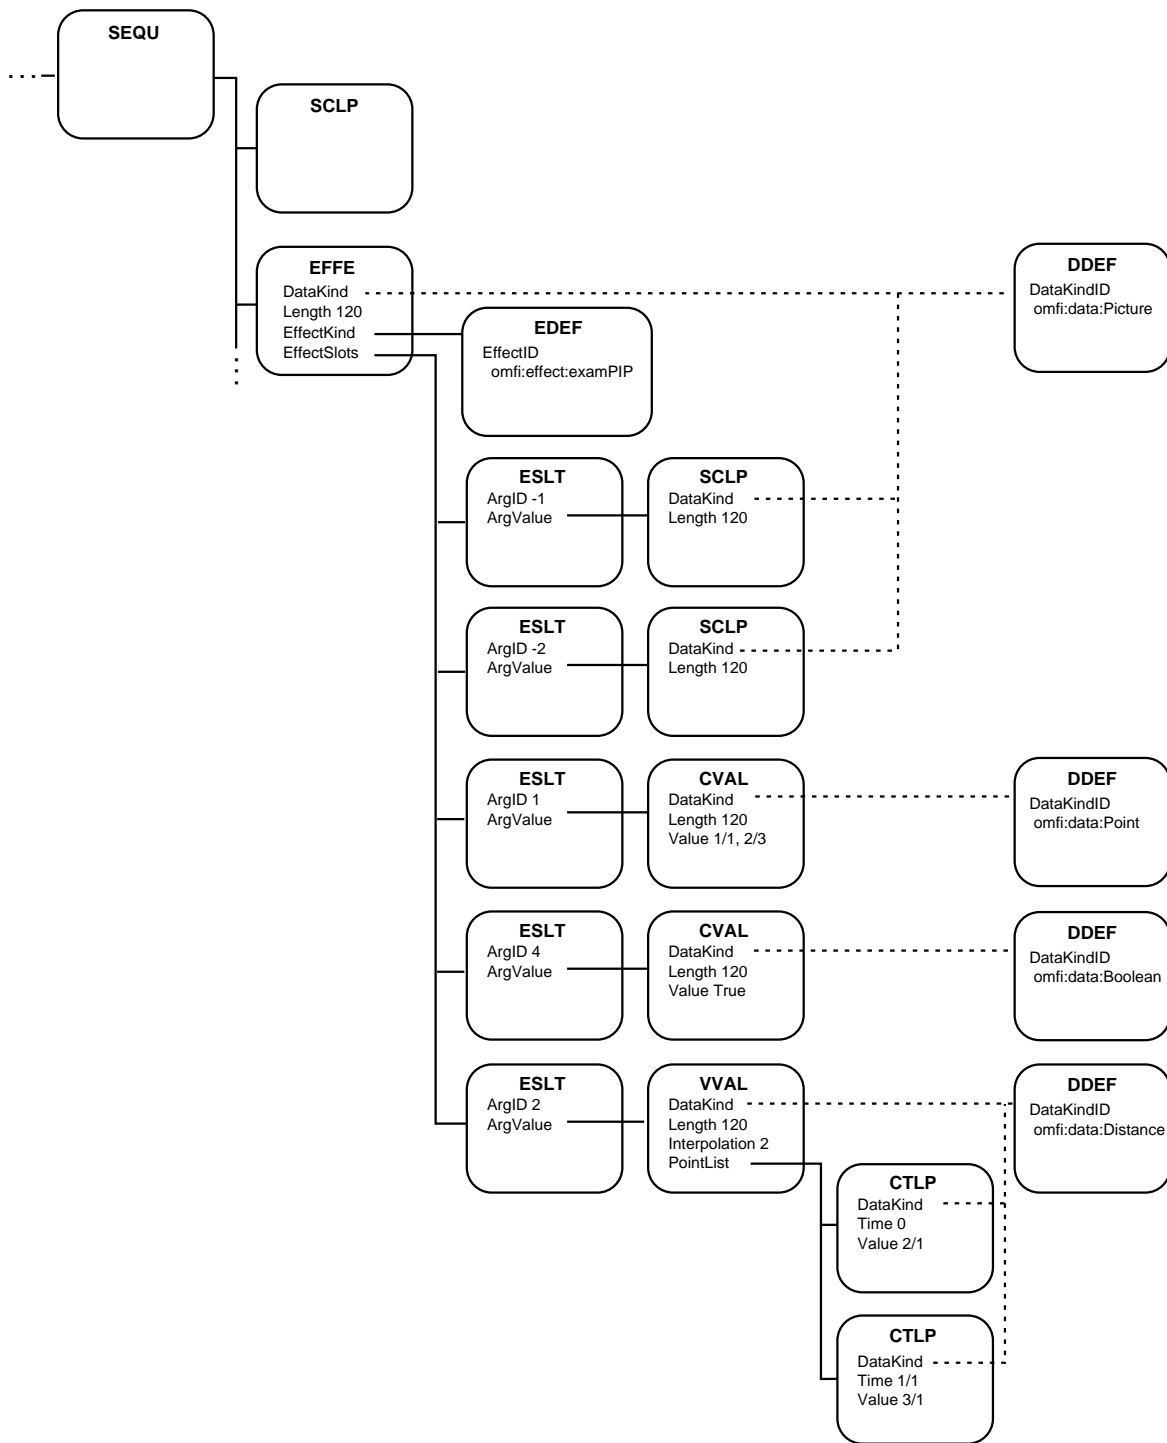 SEQU
SCLP
EFFE
DataKind
Length 120
EffectKind
EffectSlots
DDEF
DataKindID
omfi:data:Picture
EDEF
EffectID
omfi:effect:examPIP
ESLT
ArgID -1
ArgValue
SCLP
DataKind
Length 120
ESLT
ArgID -2
ArgValue
SCLP
DataKind
Length 120
ESLT
ArgID 1
ArgValue
CVAL
DataKind
Length 120
Value 1/1, 2/3
DDEF
DataKindID
omfi:data:Point
ESLT
ArgID 4
ArgValue
CVAL
DataKind
Length 120
Value True
DDEF
DataKindID
omfi:data:Boolean
ESLT
ArgID 2
ArgValue
VVAL
DataKind
Length 120
Interpolation 2
PointList
DDEF
DataKindID
omfi:data:Distance
CTLP
DataKind
Time 0
Value 2/1
CTLP
DataKind
Time 1/1
Value 3/1